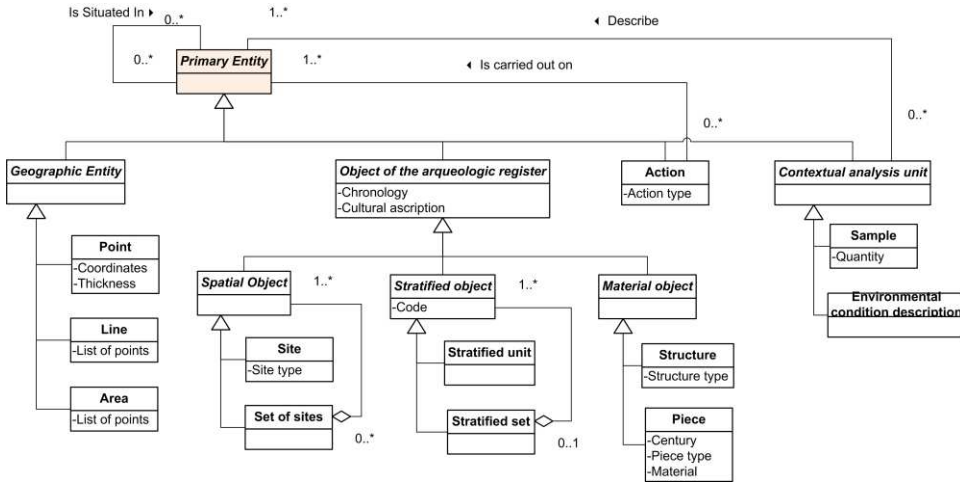 Is Situated In
0..*
1..*
Describe
Primary Entity
0..*
1..*
Is carried out on
0..*
0..*
Geographic Entity
Object of the arqueologic register
-Chronology
-Cultural ascription
Action
-Action type
Contextual analysis unit
Point
-Coordinates
-Thickness
Sample
-Quantity
Spatial Object
1..*
Stratified object
-Code
1..*
Material object
Environmental
condition description
Line
-List of points
Site
-Site type
Stratified unit
Structure
-Structure type
Area
-List of points
Set of sites
0..*
Stratified set
0..1
Piece
-Century
-Piece type
-Material